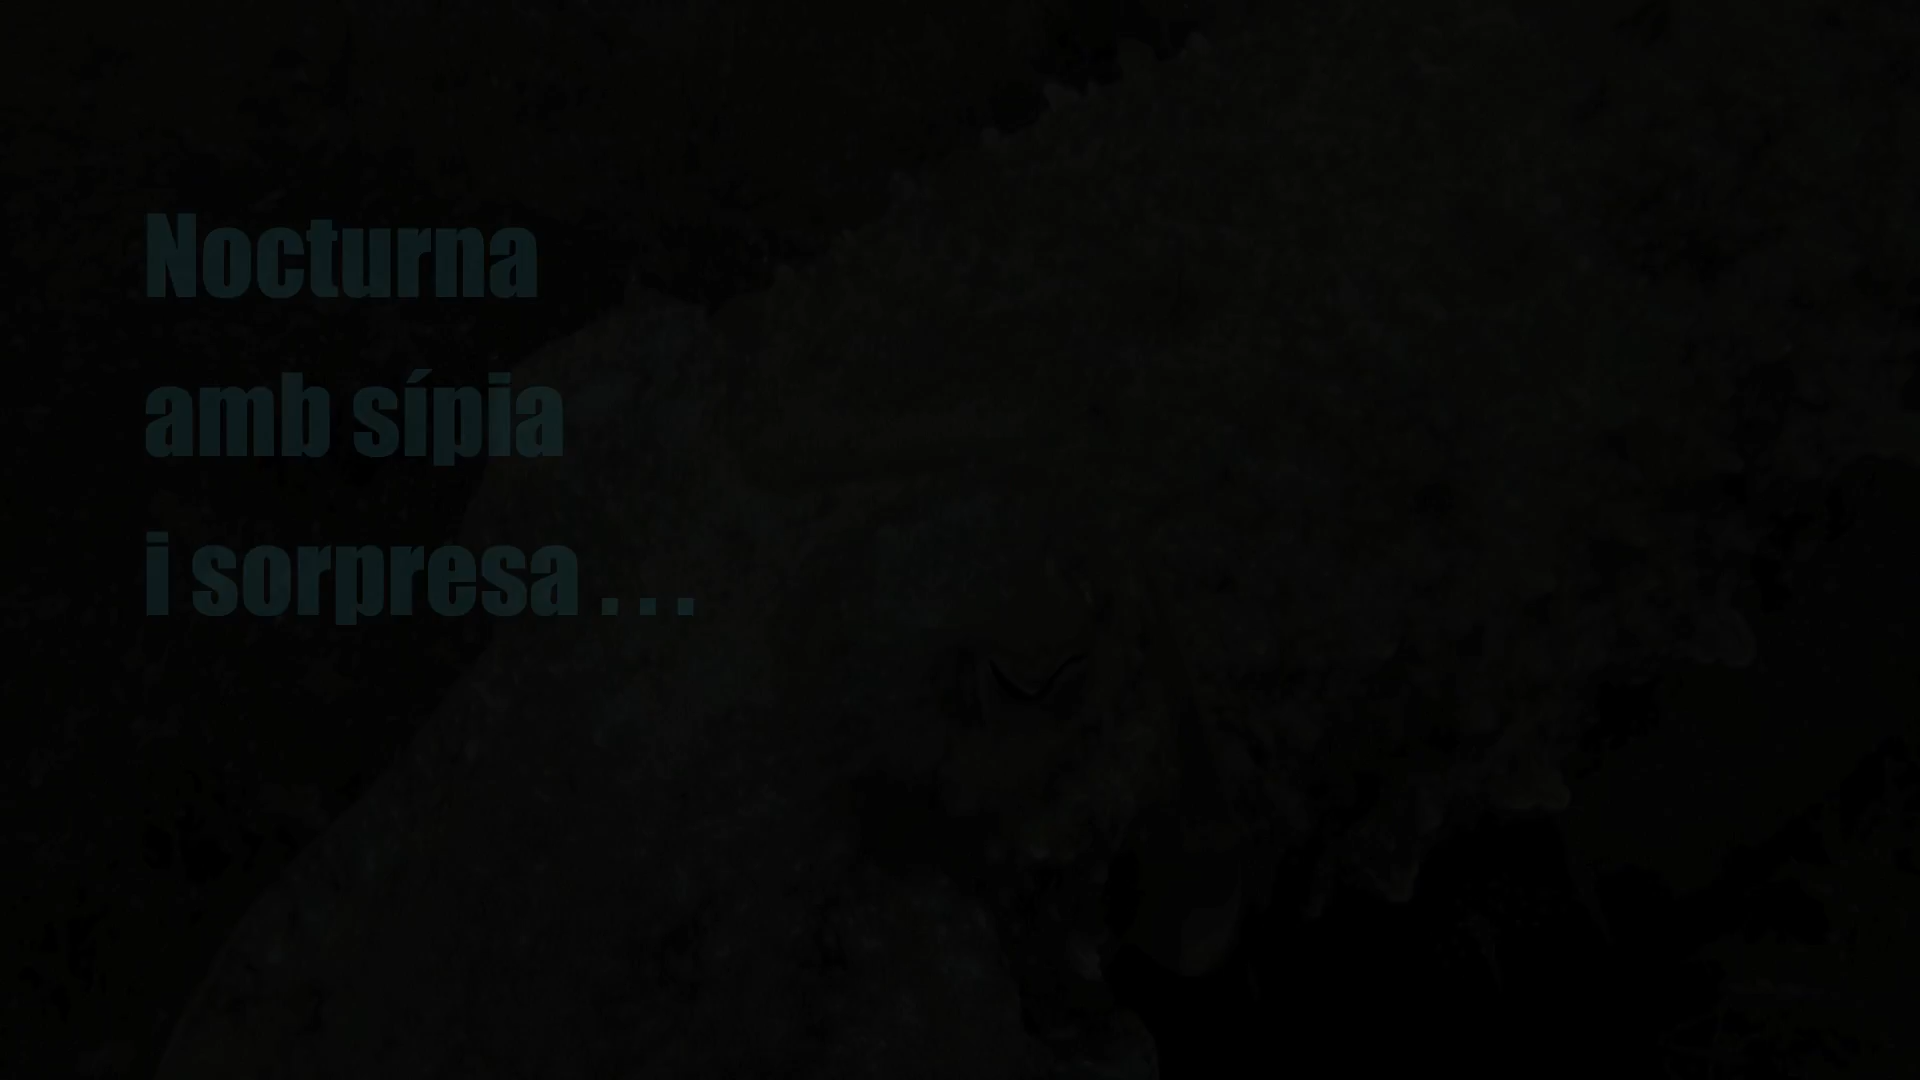 Nocturna
amb sípia
i sorpresa . . .